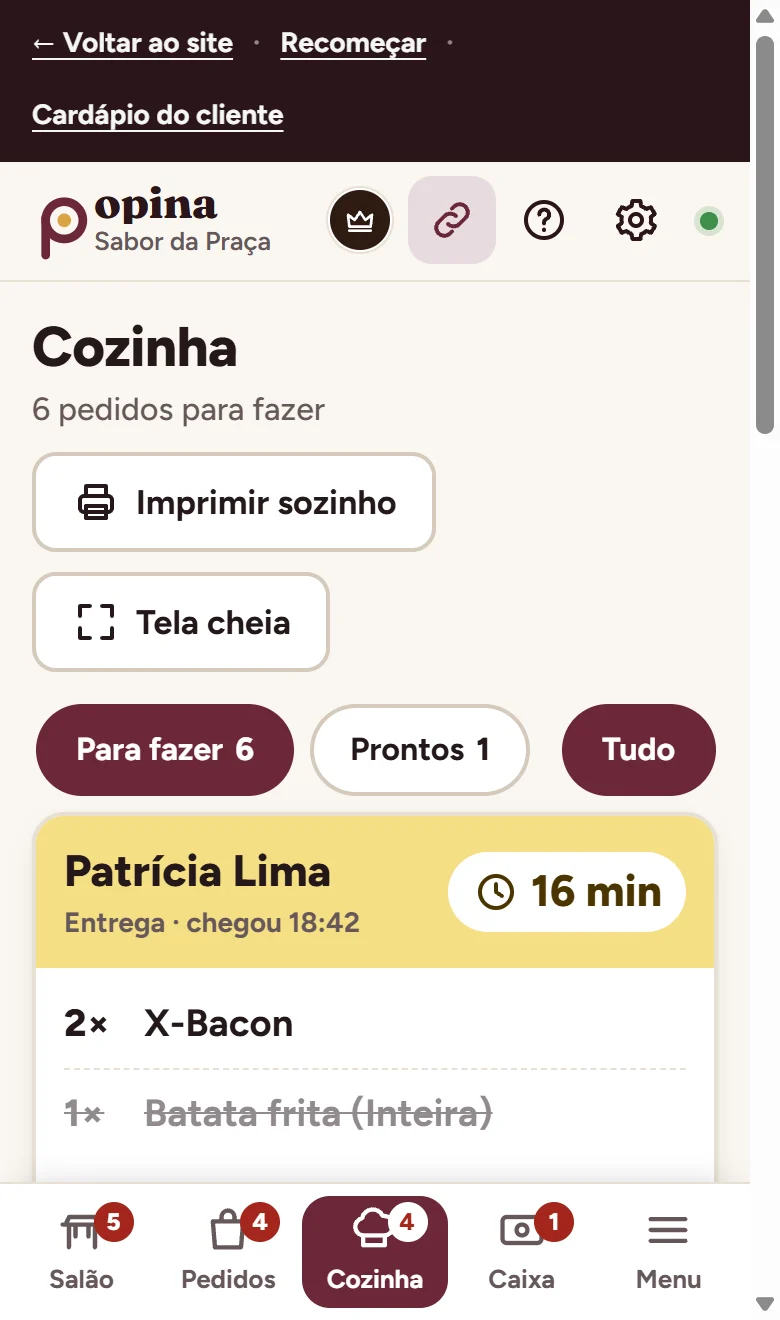 ← Voltar ao site · Recomeçar ·
Cardápio do cliente
opina
Sabor da Praça
Cozinha
6 pedidos para fazer
Imprimir sozinho
Tela cheia
Para fazer 6 Prontos 1 Tudo
Patrícia Lima
16 min
Entrega · chegou 18:42
2× X-Bacon
1× Batata frita (Inteira)
5 4 4 1
Salão Pedidos Cozinha Caixa Menu